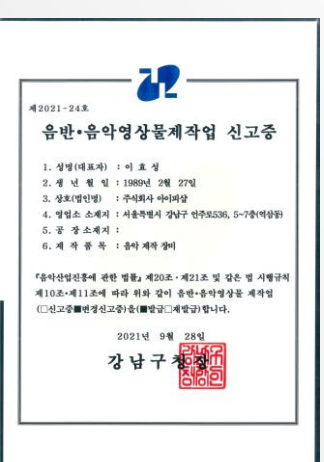 제2021-24호
음반•음악영상물제작업 신고증
1. 성명(대표자) : 이 효 성
2. 생 년 월 일 : 1989년 2월 27일
3. 상호(법인명) : 주식회사 아이피샵
4. 영업소 소재지 : 서울특별시 강남구 언주로536, 5~7층(역삼동)
5. 공 장 소 재 지 :
6. 제 작 품 목 : 음악 제작 장비
『음악산업진흥에 관한 법률』 제20조·제21조 및 같은 법 시행규칙
제10조·제11조에 따라 위와 같이 음반·음악영상물 제작업
(□신고증■변경신고증)을(■발급□재발급)합니다.
2021년 9월 28일
강남구청장